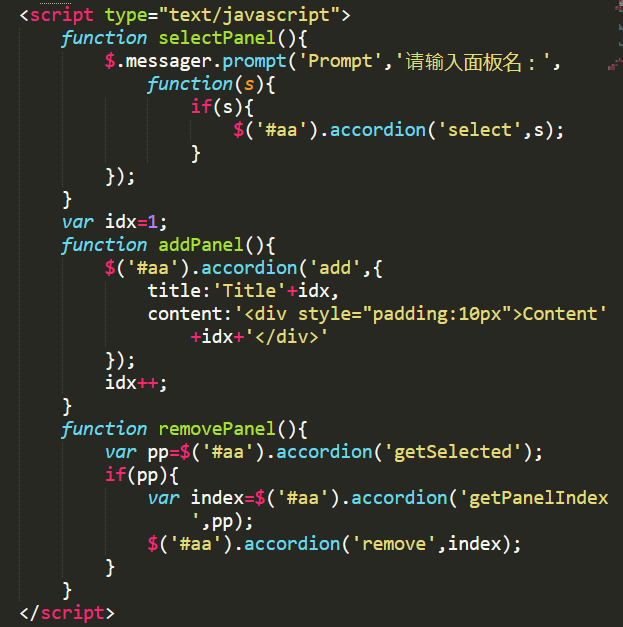 <script type="text/javascript">
    function selectPanel(){
        $.messager.prompt('Prompt','请输入面板名：',
            function(s){
                if(s){
                    $('#aa').accordion('select',s);
                }
        });
    }
    var idx=1;
    function addPanel(){
        $('#aa').accordion('add',{
            title:'Title'+idx,
            content:'<div style="padding:10px">Content'
                +idx+'</div>'
        });
        idx++;
    }
    function removePanel(){
        var pp=$('#aa').accordion('getSelected');
        if(pp){
            var index=$('#aa').accordion('getPanelIndex
                ',pp);
            $('#aa').accordion('remove',index);
        }
    }
</script>